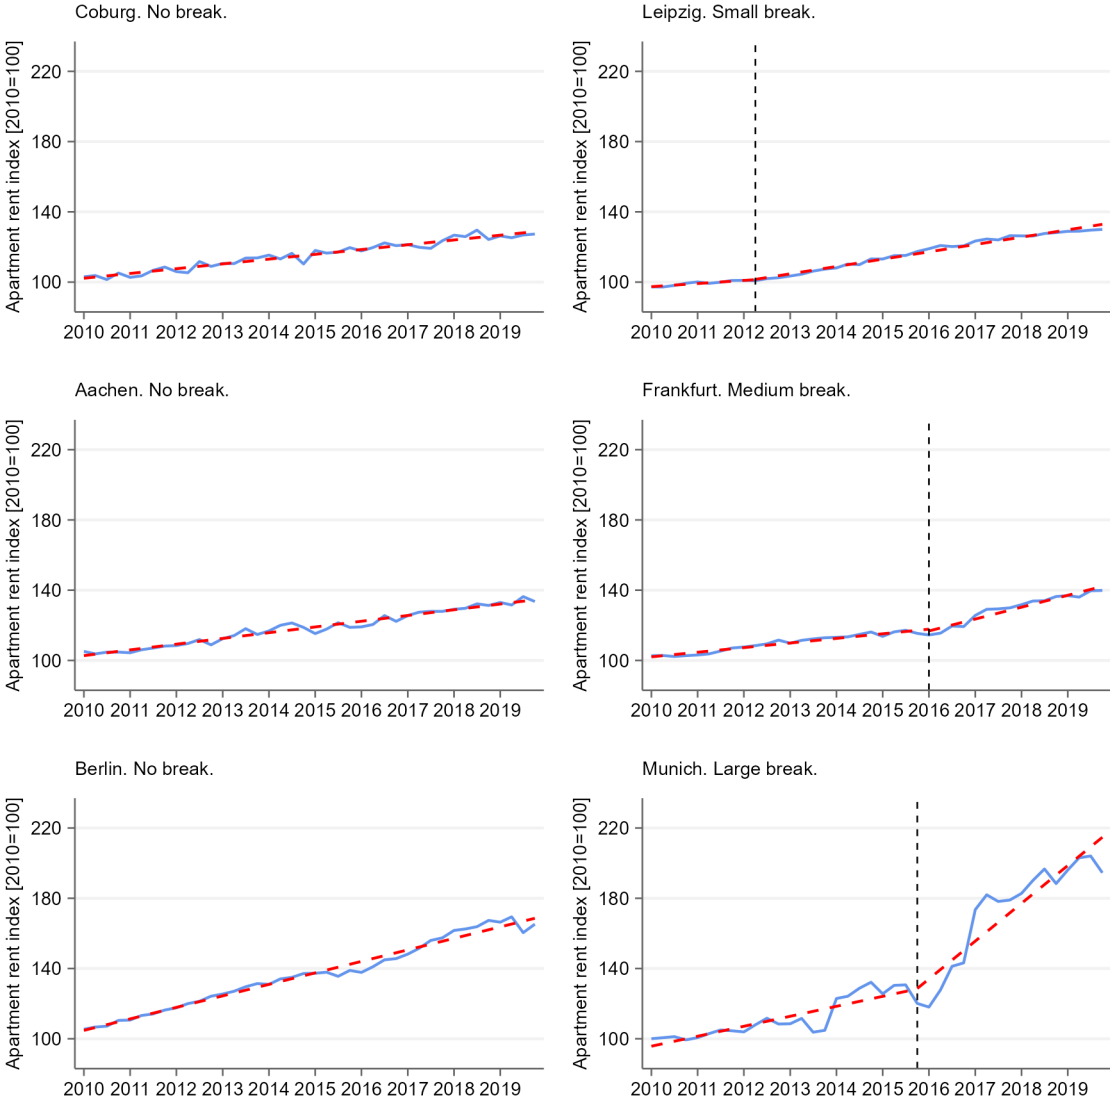 Coburg. No break.
Apartment rent index [2010=100]
220
180
140
100
2010 2011 2012 2013 2014 2015 2016 2017 2018 2019
Leipzig. Small break.
Apartment rent index [2010=100]
220
180
140
100
2010 2011 2012 2013 2014 2015 2016 2017 2018 2019
Aachen. No break.
Apartment rent index [2010=100]
220
180
140
100
2010 2011 2012 2013 2014 2015 2016 2017 2018 2019
Frankfurt. Medium break.
Apartment rent index [2010=100]
220
180
140
100
2010 2011 2012 2013 2014 2015 2016 2017 2018 2019
Berlin. No break.
Apartment rent index [2010=100]
220
180
140
100
2010 2011 2012 2013 2014 2015 2016 2017 2018 2019
Munich. Large break.
Apartment rent index [2010=100]
220
180
140
100
2010 2011 2012 2013 2014 2015 2016 2017 2018 2019